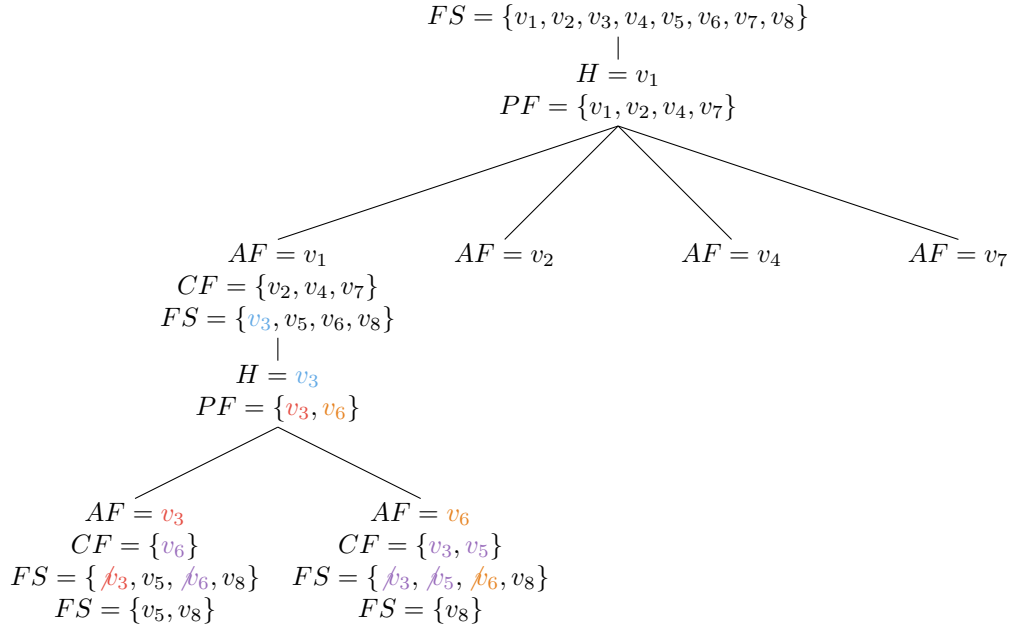 FS = {v₁, v₂, v₃, v₄, v₅, v₆, v₇, v₈}
H = v₁
PF = {v₁, v₂, v₄, v₇}
AF = v₁
CF = {v₂, v₄, v₇}
FS = {v₃, v₅, v₆, v₈}
AF = v₂
AF = v₄
AF = v₇
H = v₃
PF = {v₃, v₆}
AF = v₃
CF = {v₆}
FS = {v₃, v₅, v₆, v₈}
FS = {v₅, v₈}
AF = v₆
CF = {v₃, v₅}
FS = {v₃, v₅, v₆, v₈}
FS = {v₈}